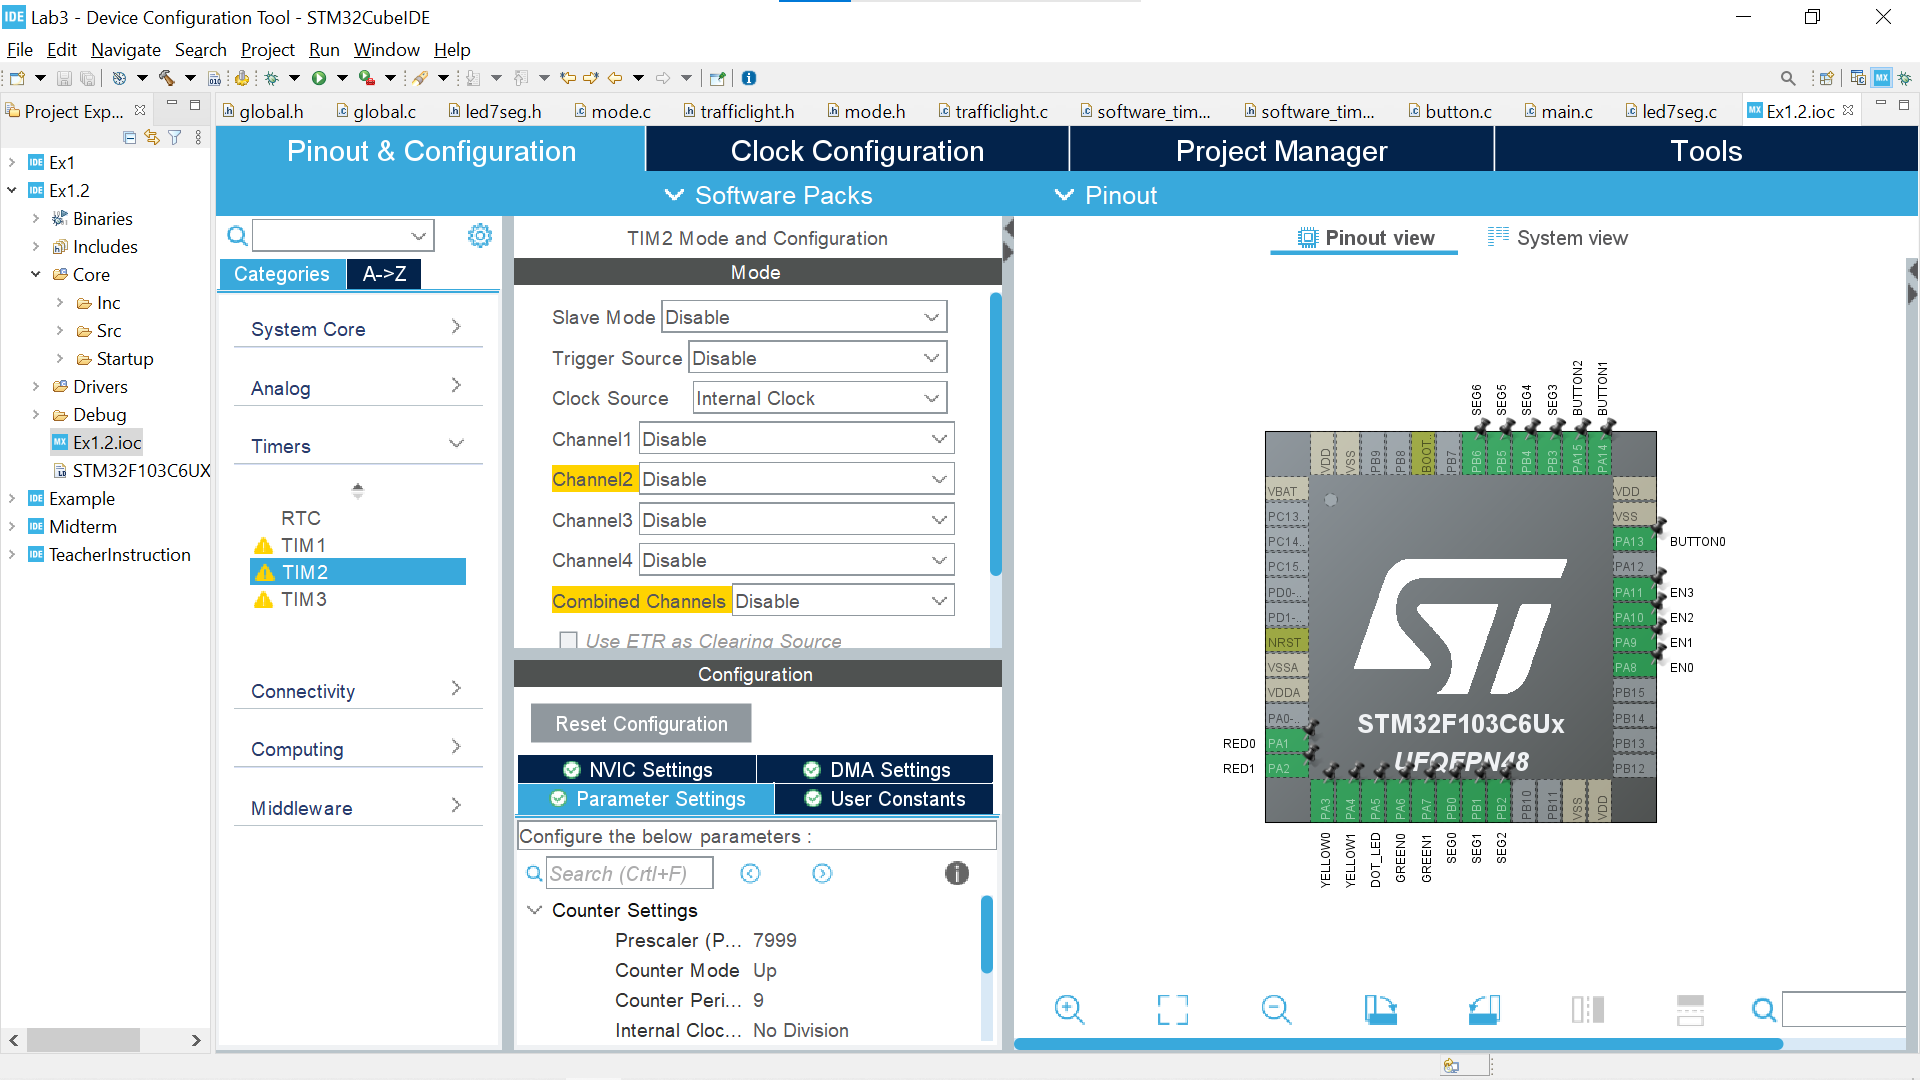 IDE Lab3 - Device Configuration Tool - STM32CubeIDE
File Edit Navigate Search Project Run Window Help
Project Exp...
global.h global.c led7seg.h mode.c trafficlight.h mode.h trafficlight.c software_tim... software_tim... button.c main.c led7seg.c MX Ex1.2.ioc
IDE Ex1
IDE Ex1.2
Binaries
Includes
Core
Inc
Src
Startup
Drivers
Debug
MX Ex1.2.ioc
STM32F103C6UX
IDE Example
IDE Midterm
IDE TeacherInstruction
Pinout & Configuration
Clock Configuration
Project Manager
Tools
Software Packs
Pinout
Categories
A->Z
System Core
Analog
Timers
RTC
TIM1
TIM2
TIM3
Connectivity
Computing
Middleware
TIM2 Mode and Configuration
Mode
Slave Mode Disable
Trigger Source Disable
Clock Source Internal Clock
Channel1 Disable
Channel2 Disable
Channel3 Disable
Channel4 Disable
Combined Channels Disable
Use ETR as Clearing Source
Configuration
Reset Configuration
NVIC Settings
DMA Settings
Parameter Settings
User Constants
Configure the below parameters :
Search (Crtl+F)
Counter Settings
Prescaler (P... 7999
Counter Mode Up
Counter Peri... 9
Internal Cloc... No Division
Pinout view
System view
SEG6 SEG5 SEG4 SEG3 BUTTON2 BUTTON1
VDD VSS PB9 PB8 BOOT.. PB7 PB6 PB5 PB4 PB3 PA15 PA14
VBAT
PC13..
PC14..
PC15..
PD0-..
PD1-..
NRST
VSSA
VDDA
PA0-..
RED0 PA1
RED1 PA2
VDD
VSS
PA13 BUTTON0
PA12
PA11 EN3
PA10 EN2
PA9 EN1
PA8 EN0
PB15
PB14
PB13
PB12
ST
STM32F103C6Ux
UFQFPN48
PA3 PA4 PA5 PA6 PA7 PB0 PB1 PB2 PB10 PB11 VSS VDD
YELLOW0 YELLOW1 DOT_LED GREEN0 GREEN1 SEG0 SEG1 SEG2